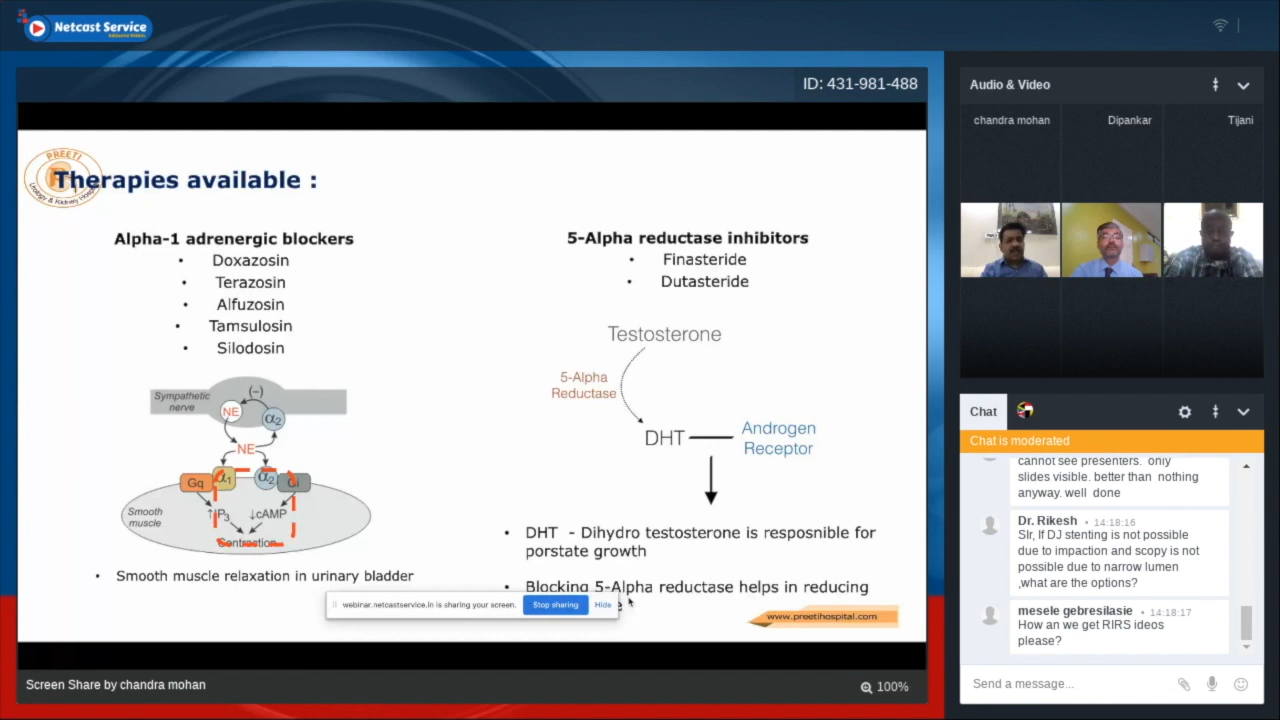 Netcast Service
ID: 431-981-488
PREETI
Urology & Kidney Hospital
Therapies available :
Alpha-1 adrenergic blockers
• Doxazosin
• Terazosin
• Alfuzosin
• Tamsulosin
• Silodosin
Sympathetic
nerve
(-)
NE
α2
NE
Gq
α1
α2
Gi
Smooth
muscle
↑IP3
↓cAMP
Contraction
• Smooth muscle relaxation in urinary bladder
5-Alpha reductase inhibitors
• Finasteride
• Dutasteride
Testosterone
5-Alpha
Reductase
DHT
Androgen
Receptor
• DHT - Dihydro testosterone is resposnible for
porstate growth
• Blocking 5-Alpha reductase helps in reducing
webinar.netcastservice.in is sharing your screen.
Stop sharing
Hide
www.preetihospital.com
Screen Share by chandra mohan
100%
Audio & Video
chandra mohan
Dipankar
Tijani
Chat
Chat is moderated
cannot see presenters. only
slides visible. better than nothing
anyway. well done
Dr. Rikesh • 14:18:16
SIr, If DJ stenting is not possible
due to impaction and scopy is not
possible due to narrow lumen
,what are the options?
mesele gebresilasie • 14:18:17
How an we get RIRS ideos
please?
Send a message...